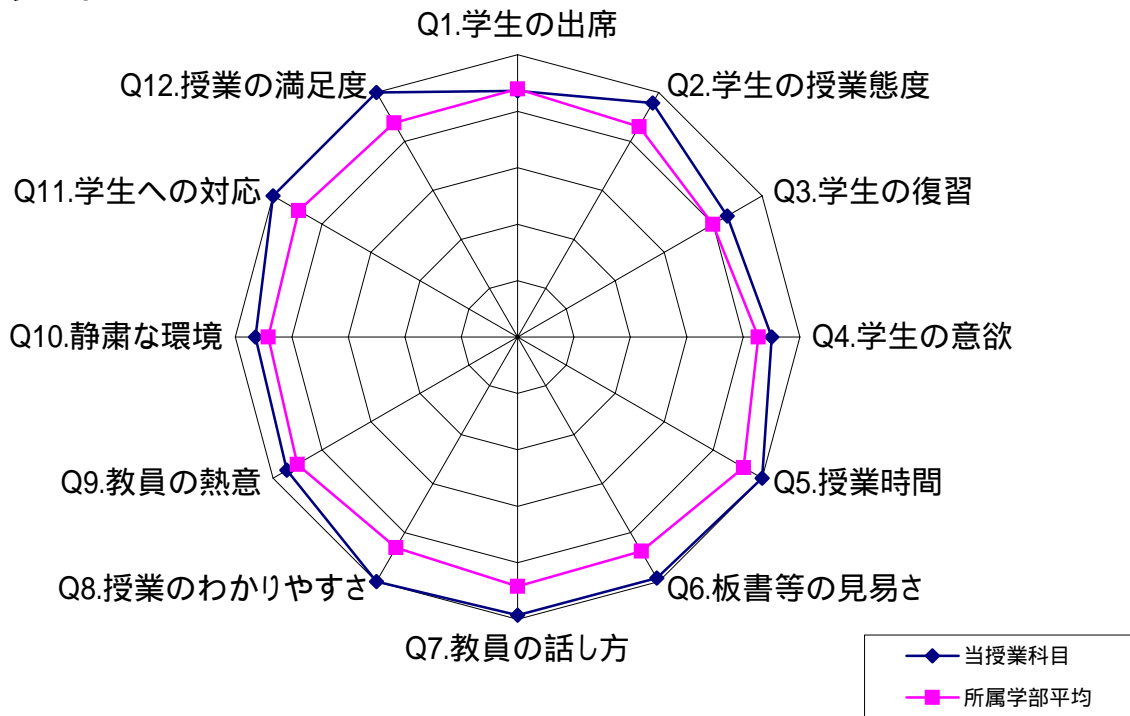 Q1.学生の出席
Q2.学生の授業態度
Q3.学生の復習
Q4.学生の意欲
Q5.授業時間
Q6.板書等の見易さ
Q7.教員の話し方
Q8.授業のわかりやすさ
Q9.教員の熱意
Q10.静粛な環境
Q11.学生への対応
Q12.授業の満足度
当授業科目
所属学部平均